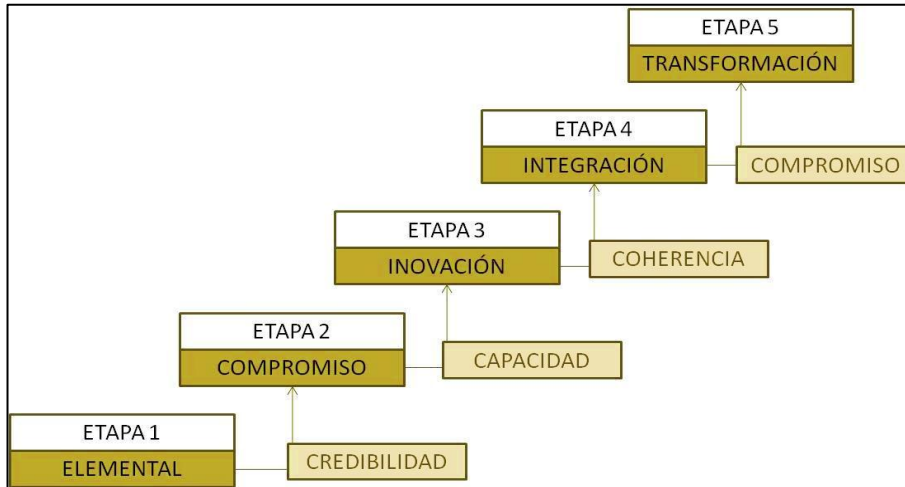 ETAPA 5
TRANSFORMACIÓN
ETAPA 4
INTEGRACIÓN
COMPROMISO
ETAPA 3
INOVACIÓN
COHERENCIA
ETAPA 2
COMPROMISO
CAPACIDAD
ETAPA 1
ELEMENTAL
CREDIBILIDAD